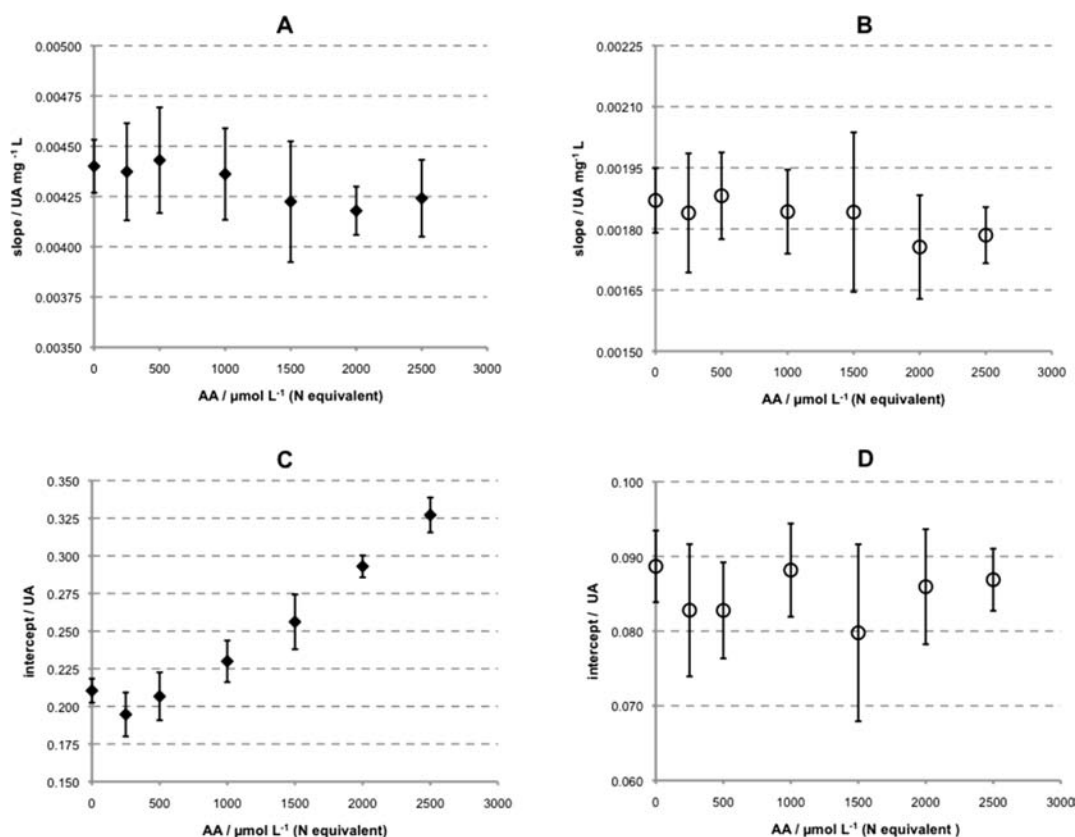 A
0.00500
0.00475
0.00450
0.00425
0.00400
0.00375
0.00350
slope / UA mg ⁻¹ L
0 500 1000 1500 2000 2500 3000
AA / µmol L⁻¹ (N equivalent)
B
0.00225
0.00210
0.00195
0.00180
0.00165
0.00150
slope / UA mg ⁻¹ L
0 500 1000 1500 2000 2500 3000
AA / µmol L⁻¹ (N equivalent)
C
0.350
0.325
0.300
0.275
0.250
0.225
0.200
0.175
0.150
intercept / UA
0 500 1000 1500 2000 2500 3000
AA / µmol L⁻¹ (N equivalent)
D
0.100
0.090
0.080
0.070
0.060
intercept / UA
0 500 1000 1500 2000 2500 3000
AA / µmol L⁻¹ (N equivalent )